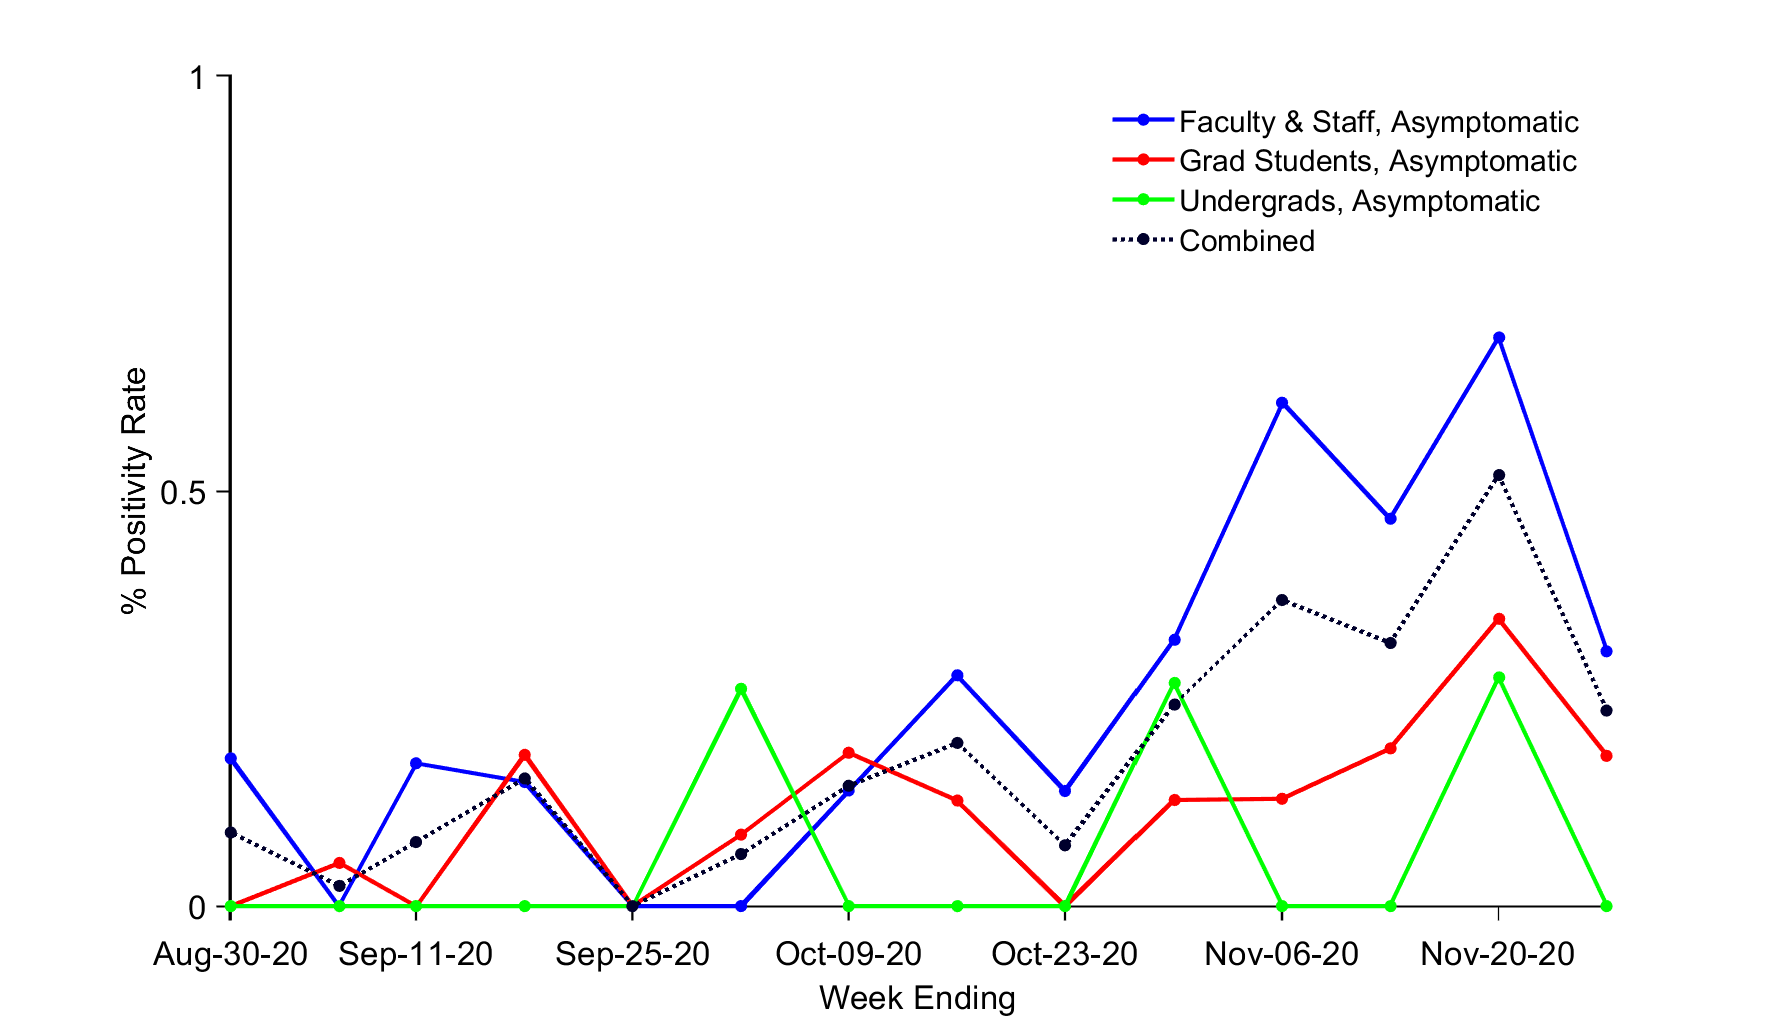 1
Faculty & Staff, Asymptomatic
Grad Students, Asymptomatic
Undergrads, Asymptomatic
Combined
% Positivity Rate
0.5
0
Aug-30-20 Sep-11-20 Sep-25-20 Oct-09-20 Oct-23-20 Nov-06-20 Nov-20-20
Week Ending